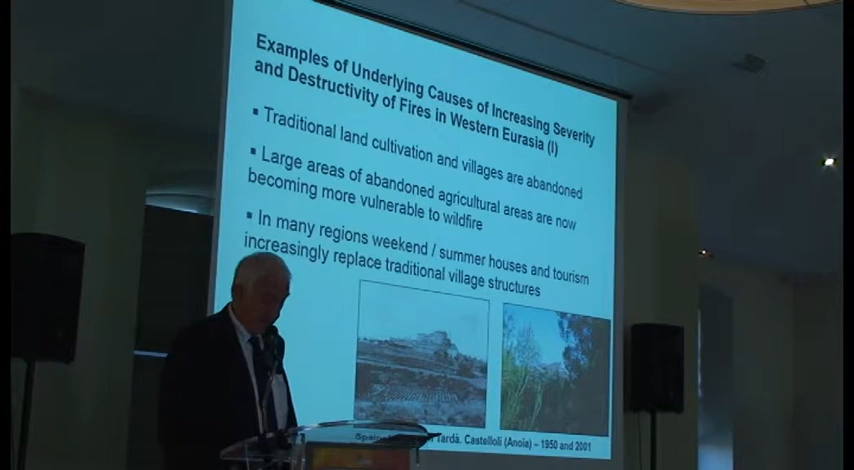 Examples of Underlying Causes of Increasing Severity
and Destructivity of Fires in Western Eurasia (I)
▪ Traditional land cultivation and villages are abandoned
▪ Large areas of abandoned agricultural areas are now
becoming more vulnerable to wildfire
▪ In many regions weekend / summer houses and tourism
increasingly replace traditional village structures
Tardà. Castelloli (Anoia) – 1950 and 2001